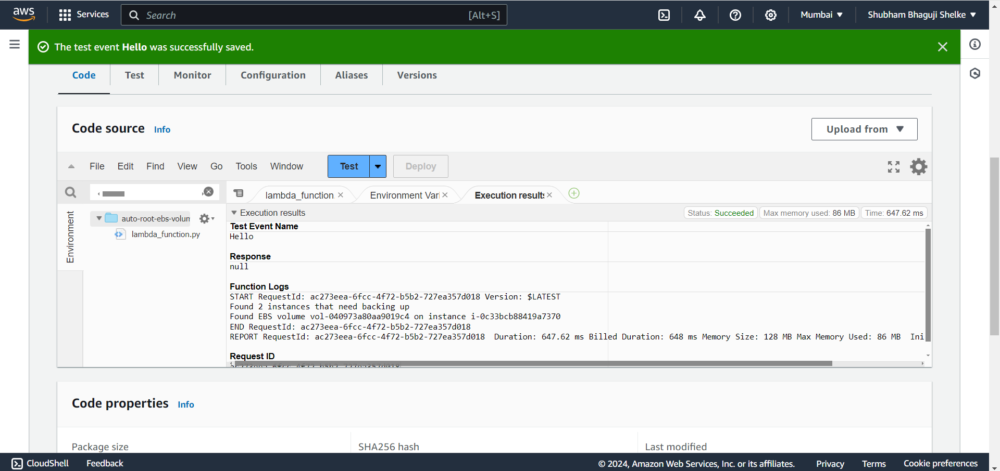 aws
Services
Search [Alt+S]
Mumbai ▼
Shubham Bhaguji Shelke ▼
The test event Hello was successfully saved.
Code Test Monitor Configuration Aliases Versions
Code source Info
Upload from ▼
File Edit Find View Go Tools Window Test Deploy
lambda_function Environment Vari Execution results
Environment
auto-root-ebs-volum
lambda_function.py
Execution results
Status: Succeeded Max memory used: 86 MB Time: 647.62 ms
Test Event Name
Hello
Response
null
Function Logs
START RequestId: ac273eea-6fcc-4f72-b5b2-727ea357d018 Version: $LATEST
Found 2 instances that need backing up
Found EBS volume vol-040973a80aa9019c4 on instance i-0c33bcb88419a7370
END RequestId: ac273eea-6fcc-4f72-b5b2-727ea357d018
REPORT RequestId: ac273eea-6fcc-4f72-b5b2-727ea357d018 Duration: 647.62 ms Billed Duration: 648 ms Memory Size: 128 MB Max Memory Used: 86 MB Ini
Request ID
Code properties Info
Package size SHA256 hash Last modified
CloudShell Feedback © 2024, Amazon Web Services, Inc. or its affiliates. Privacy Terms Cookie preferences